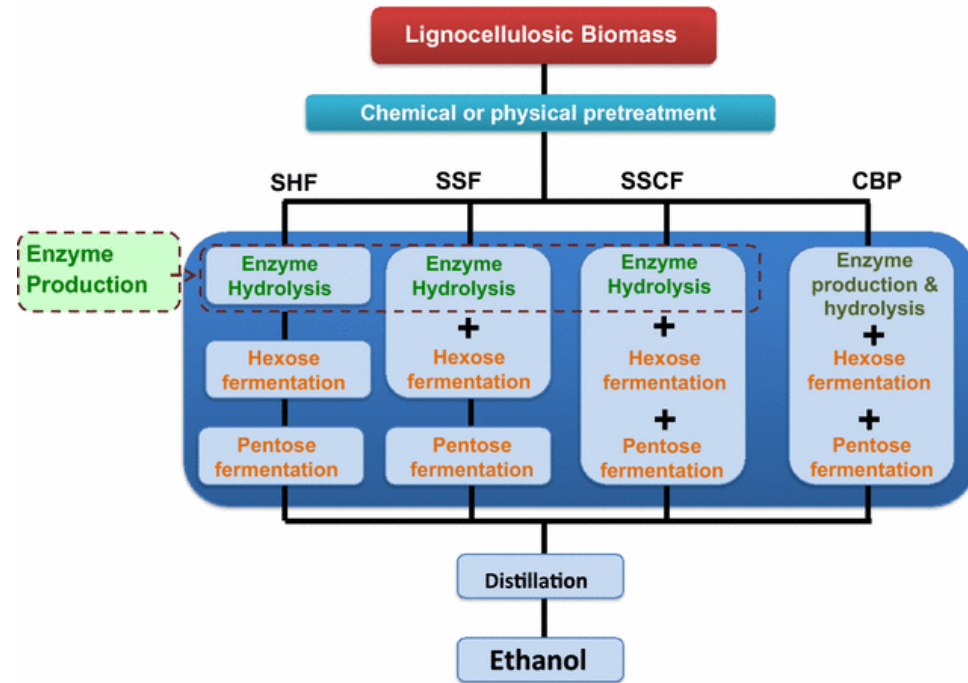 Lignocellulosic Biomass
Chemical or physical pretreatment
SHF
SSF
SSCF
CBP
Enzyme
Production
Enzyme
Hydrolysis
Hexose
fermentation
Pentose
fermentation
Enzyme
Hydrolysis
+
Hexose
fermentation
Pentose
fermentation
Enzyme
Hydrolysis
+
Hexose
fermentation
+
Pentose
fermentation
Enzyme
production &
hydrolysis
+
Hexose
fermentation
+
Pentose
fermentation
Distillation
Ethanol